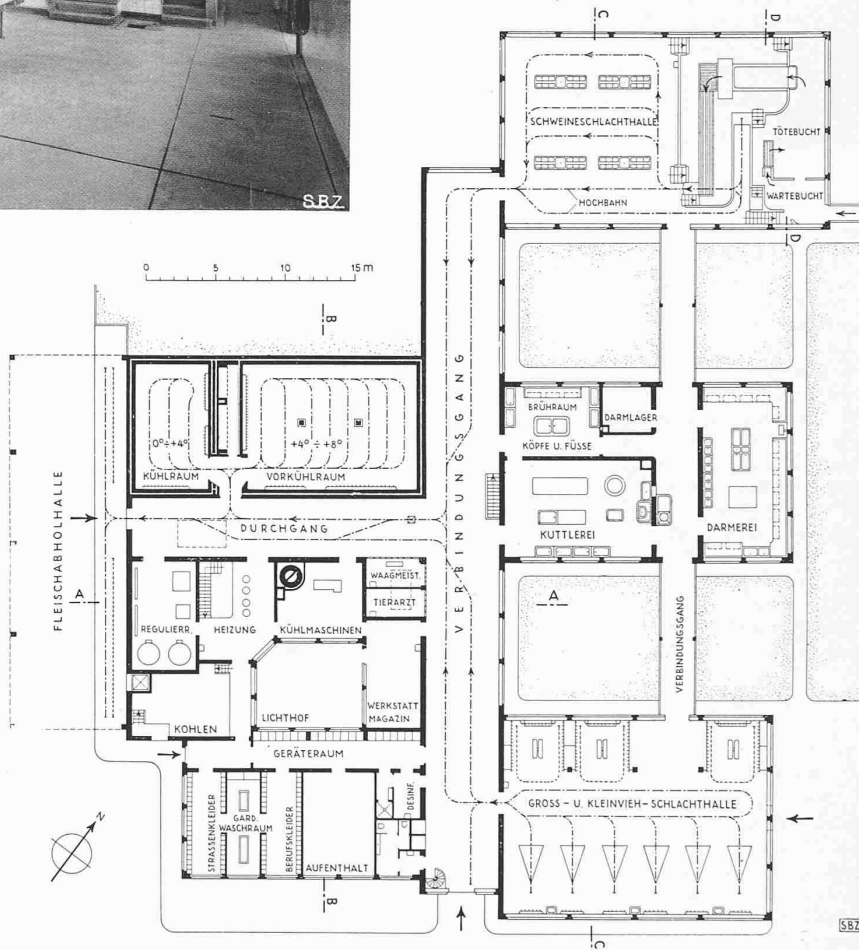 SBZ
C
D
SCHWEINESCHLACHTHALLE
TÖTEBUCHT
WARTEBUCHT
HOCHBAHN
D
0 5 10 15 m
B
FLEISCHABHOLHALLE
0° ÷ +4°
+4° ÷ +8°
KÜHLRAUM
VORKÜHLRAUM
DURCHGANG
VERBINDUNGSGANG
BRÜHRAUM
DARMLAGER
KÖPFE U. FÜSSE
KUTTLEREI
DARMEREI
WAAGMEIST.
TIERARZT
A
A
REGULIERR.
HEIZUNG
KÜHLMASCHINEN
VERBINDUNGSGANG
KOHLEN
LICHTHOF
WERKSTATT
MAGAZIN
GERÄTERAUM
STRASSENKLEIDER
GARD.
WASCHRAUM
BERUFSKLEIDER
AUFENTHALT
DESINF.
GROSS - U. KLEINVIEH - SCHLACHTHALLE
N
B
C
SBZ